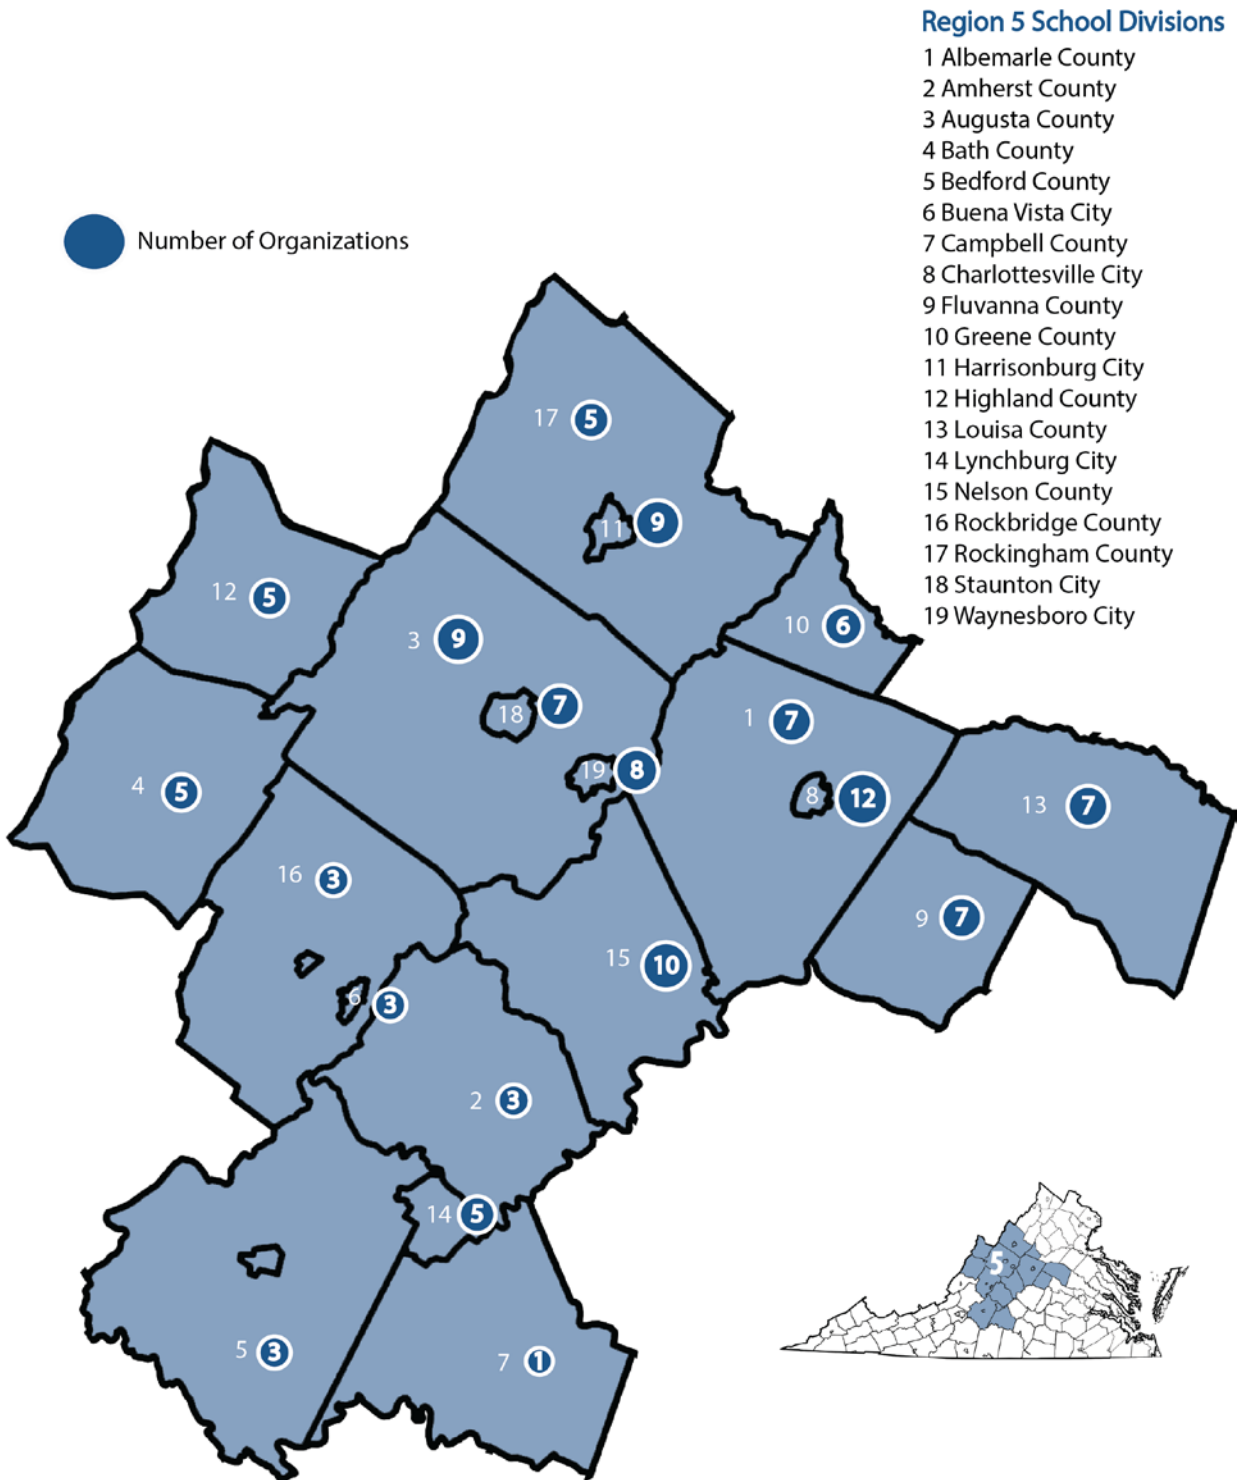 Region 5 School Divisions
1 Albemarle County
2 Amherst County
3 Augusta County
4 Bath County
5 Bedford County
6 Buena Vista City
7 Campbell County
8 Charlottesville City
9 Fluvanna County
10 Greene County
11 Harrisonburg City
12 Highland County
13 Louisa County
14 Lynchburg City
15 Nelson County
16 Rockbridge County
17 Rockingham County
18 Staunton City
19 Waynesboro City
Number of Organizations
17 5
11 9
12 5
10 6
3 9
18 7
1 7
19 8
4 5
8 12
13 7
16 3
9 7
15 10
6 3
2 3
14 5
5
5 3
7 1